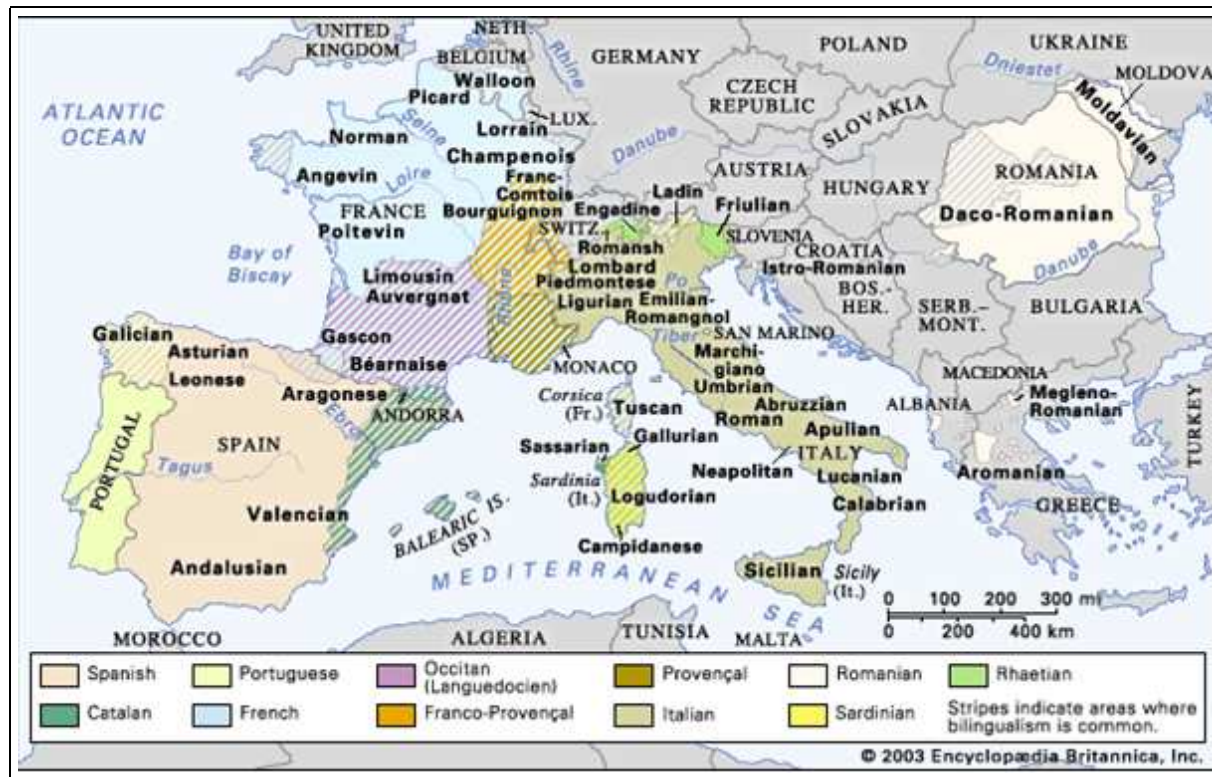 UNITED
KINGDOM
NETH.
BELGIUM
Rhine
GERMANY
POLAND
UKRAINE
Dniestet
MOLDOVA
Moldavian
ATLANTIC
OCEAN
Walloon
Picard
LUX.
CZECH
REPUBLIC
SLOVAKIA
Norman
Seine
Lorrain
Champenois
Danube
AUSTRIA
HUNGARY
ROMANIA
Daco-Romanian
Danube
Angevin
Loire
Franc-
Comtois
Bourguignon
FRANCE
Poitevin
Engadine
Ladin
Friulian
SWITZ.
Romansh
SLOVENIA
CROATIA
Istro-Romanian
Bay of
Biscay
Limousin
Auvergnat
Rhône
Lombard
Piedmontese
Po
Ligurian
Emilian-
Romangnol
BOS.-
HER.
SERB.-
MONT.
BULGARIA
Galician
Asturian
Leonese
Gascon
Béarnaise
Aragonese
ANDORRA
MONACO
Tiber
SAN MARINO
Marchi-
giano
Umbrian
MACEDONIA
ALBANIA
Megleno-
Romanian
TURKEY
PORTUGAL
SPAIN
Ebro
Tagus
Corsica
(Fr.)
Tuscan
Abruzzian
Roman
Apulian
Sassarian
Gallurian
ITALY
Neapolitan
Lucanian
Aromanian
GREECE
Sardinia
(It.)
Logudorian
Calabrian
Valencian
BALEARIC IS.
(SP.)
Campidanese
Andalusian
MEDITERRANEAN
SEA
Sicilian
Sicily
(It.)
0 100 200 300 mi
0 200 400 km
MOROCCO
ALGERIA
TUNISIA
MALTA
Spanish
Portuguese
Occitan
(Languedocien)
Provençal
Romanian
Rhaetian
Catalan
French
Franco-Provençal
Italian
Sardinian
Stripes indicate areas where
bilingualism is common.
© 2003 Encyclopædia Britannica, Inc.